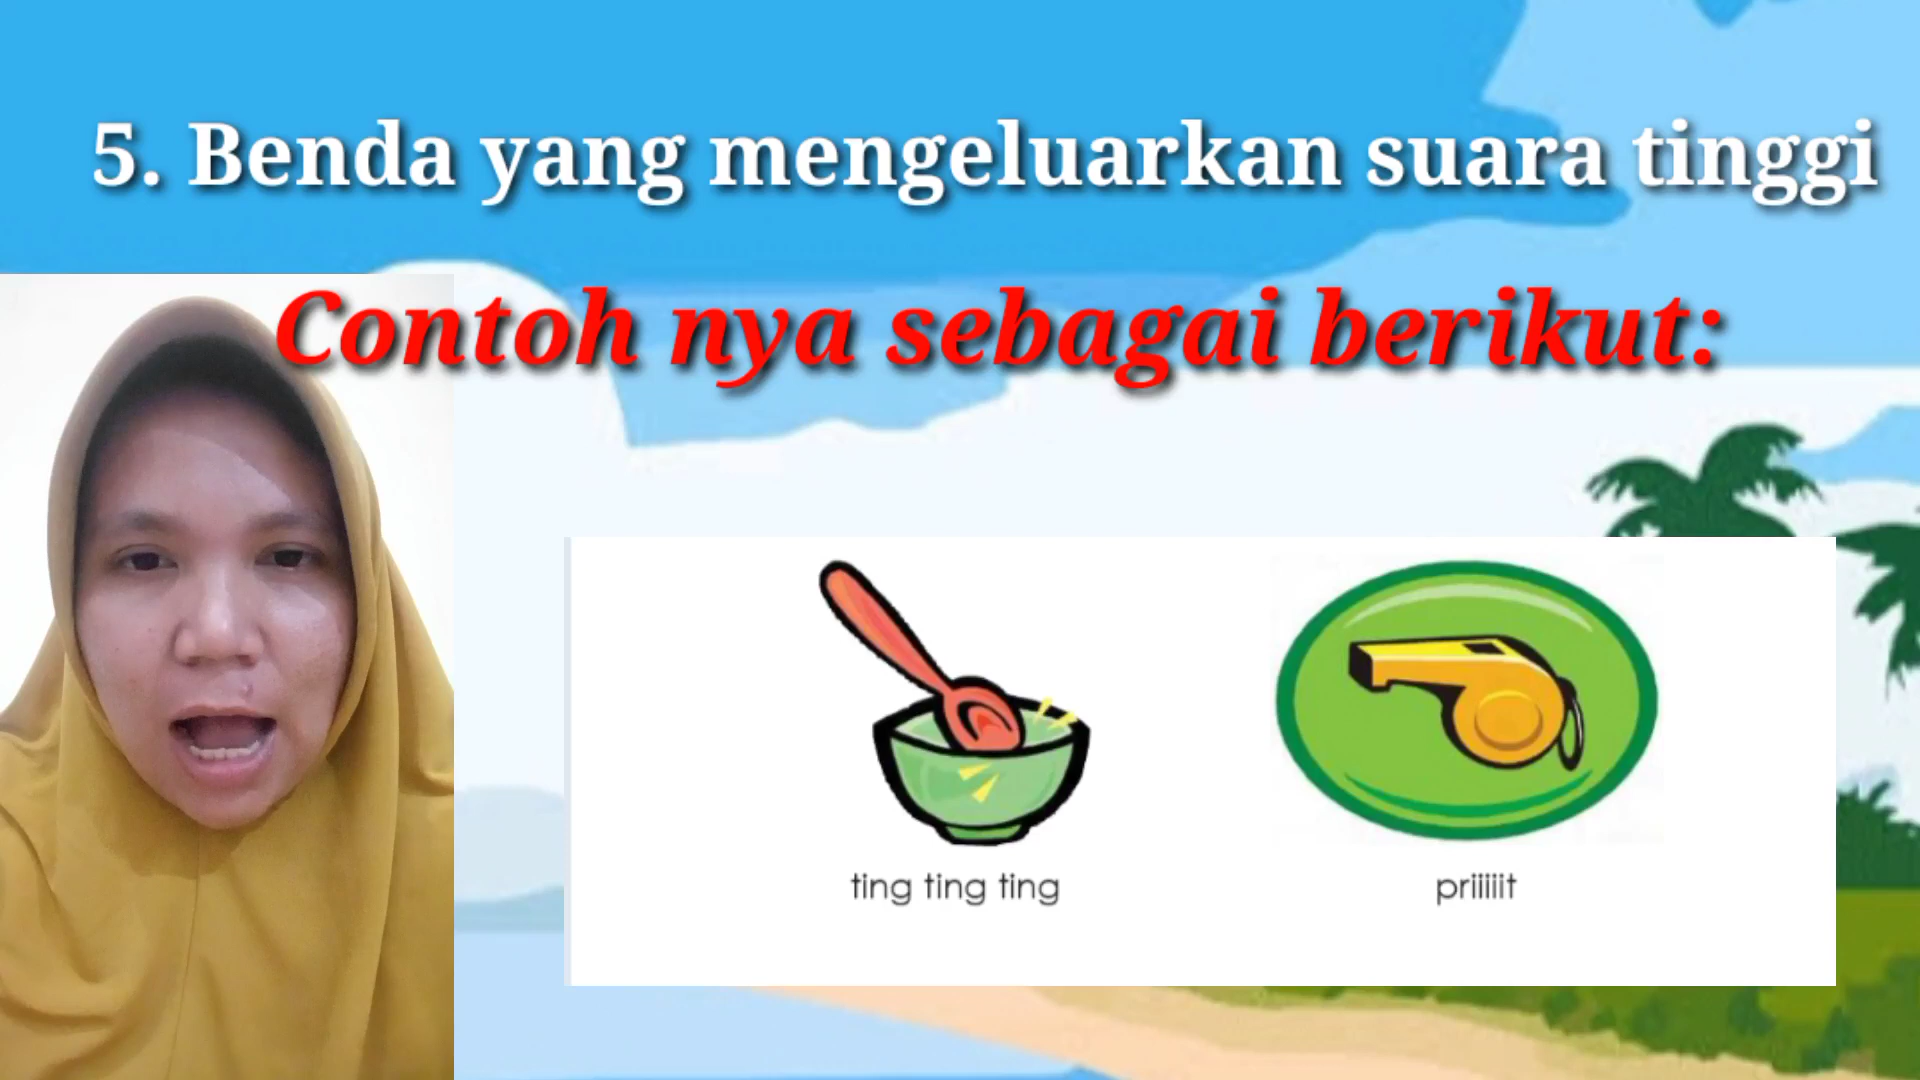 5. Benda yang mengeluarkan suara tinggi
Contoh nya sebagai berikut:
ting ting ting
priiiiit